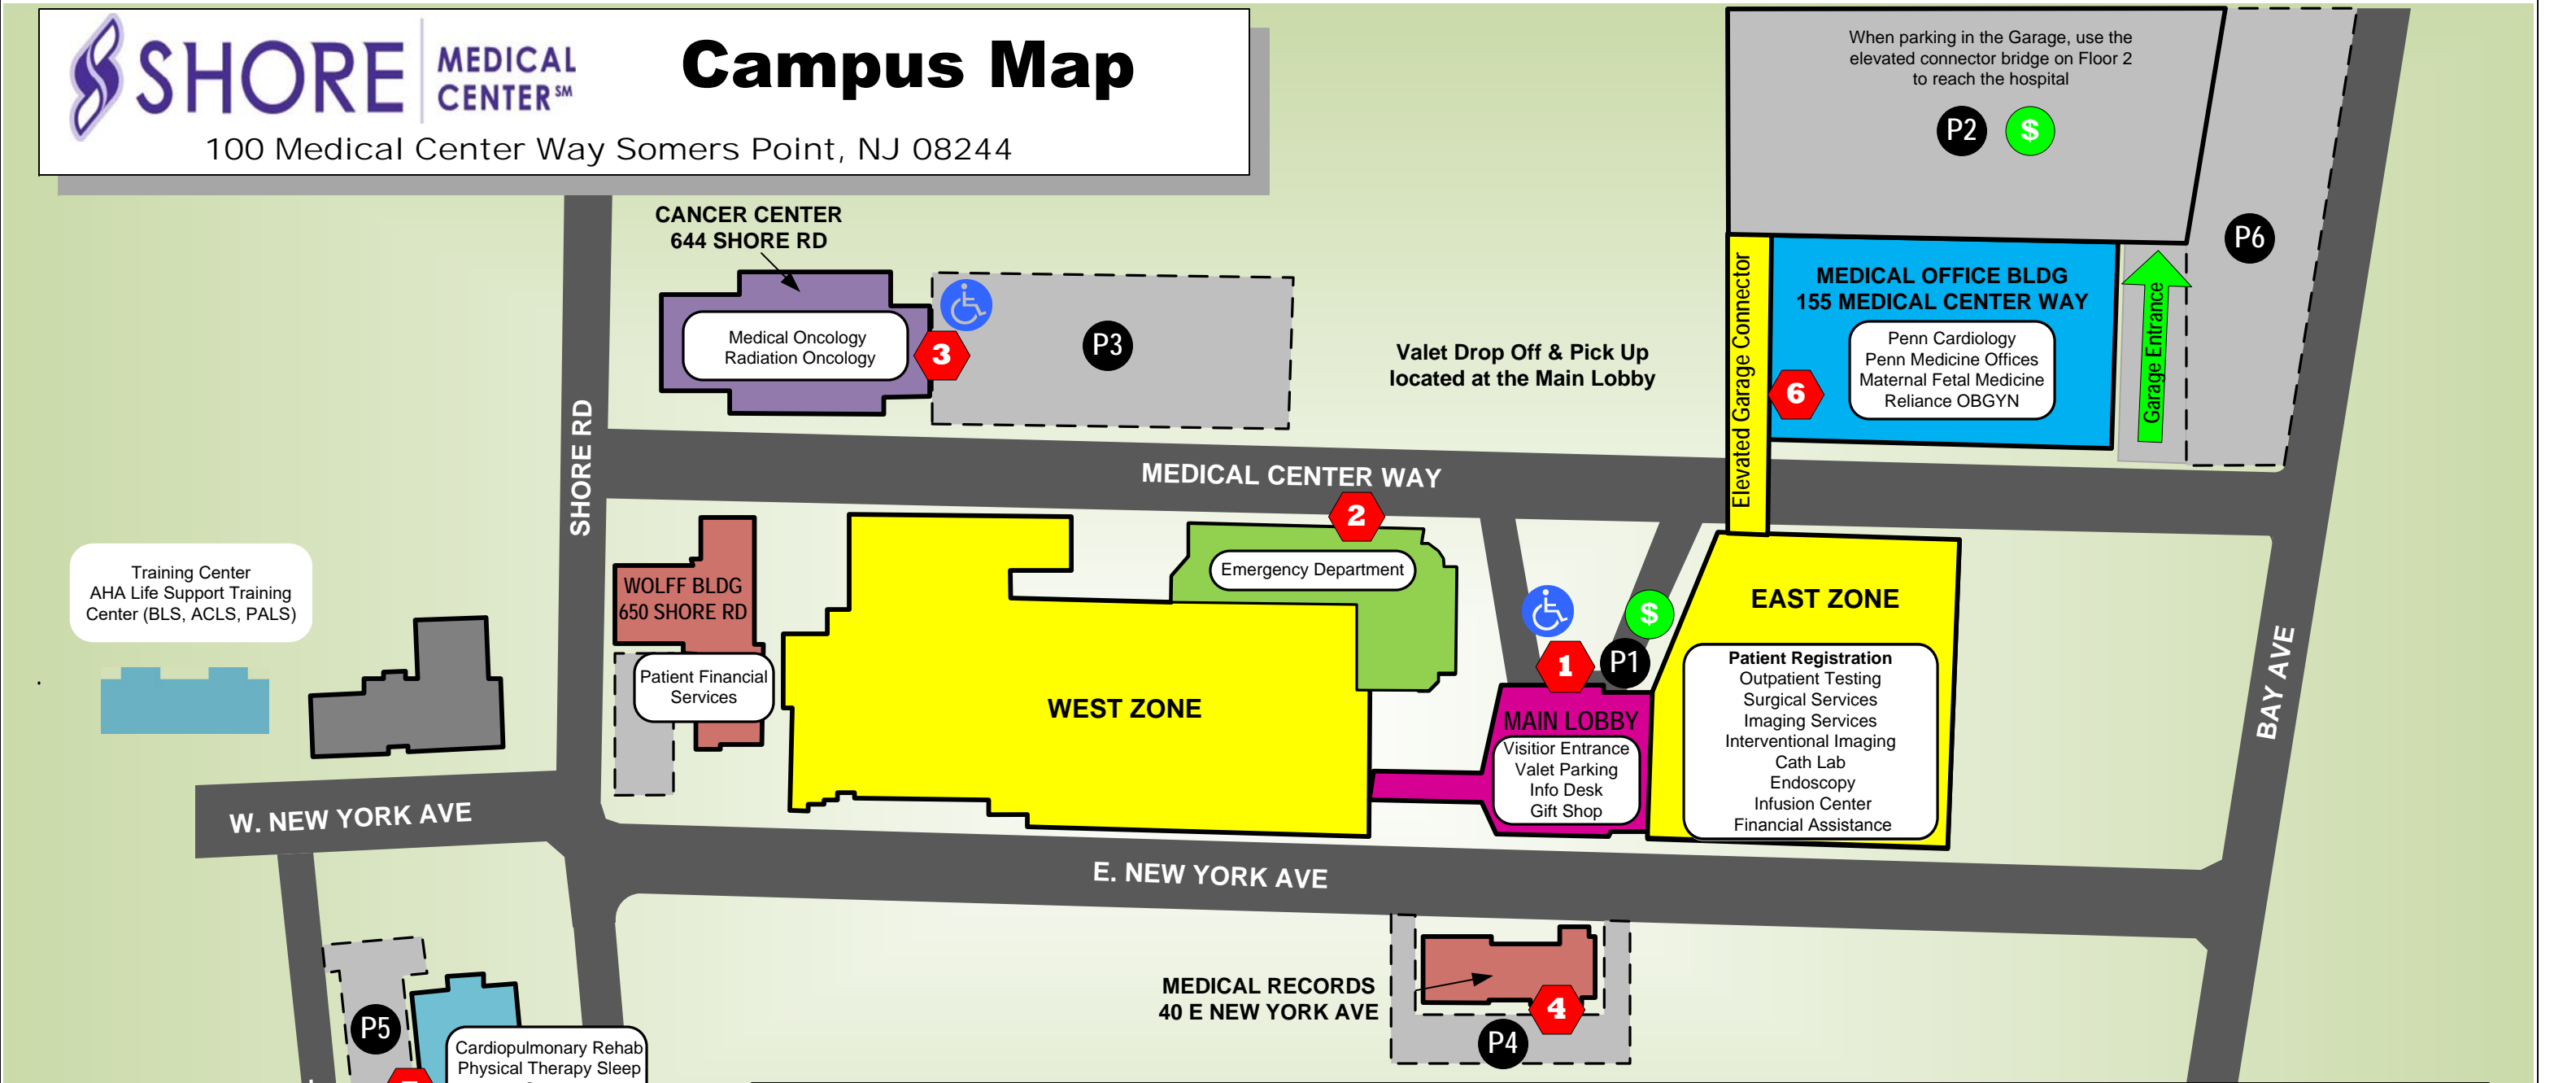 SHORE
MEDICAL
CENTER SM
Campus Map
100 Medical Center Way Somers Point, NJ 08244
When parking in the Garage, use the
elevated connector bridge on Floor 2
to reach the hospital
P2
$
P6
CANCER CENTER
644 SHORE RD
Medical Oncology
Radiation Oncology
3
P3
Valet Drop Off & Pick Up
located at the Main Lobby
Elevated Garage Connector
MEDICAL OFFICE BLDG
155 MEDICAL CENTER WAY
Penn Cardiology
Penn Medicine Offices
Maternal Fetal Medicine
Reliance OBGYN
6
Garage Entrance
SHORE RD
MEDICAL CENTER WAY
2
Emergency Department
Training Center
AHA Life Support Training
Center (BLS, ACLS, PALS)
WOLFF BLDG
650 SHORE RD
Patient Financial
Services
WEST ZONE
$
1
P1
MAIN LOBBY
Visitior Entrance
Valet Parking
Info Desk
Gift Shop
EAST ZONE
Patient Registration
Outpatient Testing
Surgical Services
Imaging Services
Interventional Imaging
Cath Lab
Endoscopy
Infusion Center
Financial Assistance
BAY AVE
W. NEW YORK AVE
E. NEW YORK AVE
MEDICAL RECORDS
40 E NEW YORK AVE
4
P4
P5
Cardiopulmonary Rehab
Physical Therapy Sleep